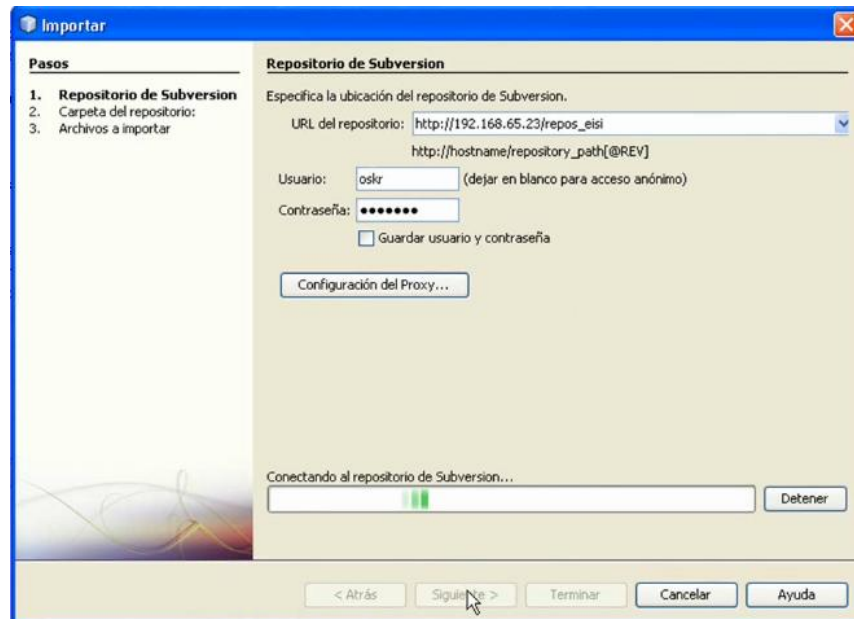 Importar
Pasos
1. Repositorio de Subversion
2. Carpeta del repositorio:
3. Archivos a importar
Repositorio de Subversion
Especifica la ubicación del repositorio de Subversion.
URL del repositorio: http://192.168.65.23/repos_eisi
http://hostname/repository_path[@REV]
Usuario: oskr (dejar en blanco para acceso anónimo)
Contraseña: •••••••
Guardar usuario y contraseña
Configuración del Proxy...
Conectando al repositorio de Subversion...
Detener
< Atrás Siguiente > Terminar Cancelar Ayuda